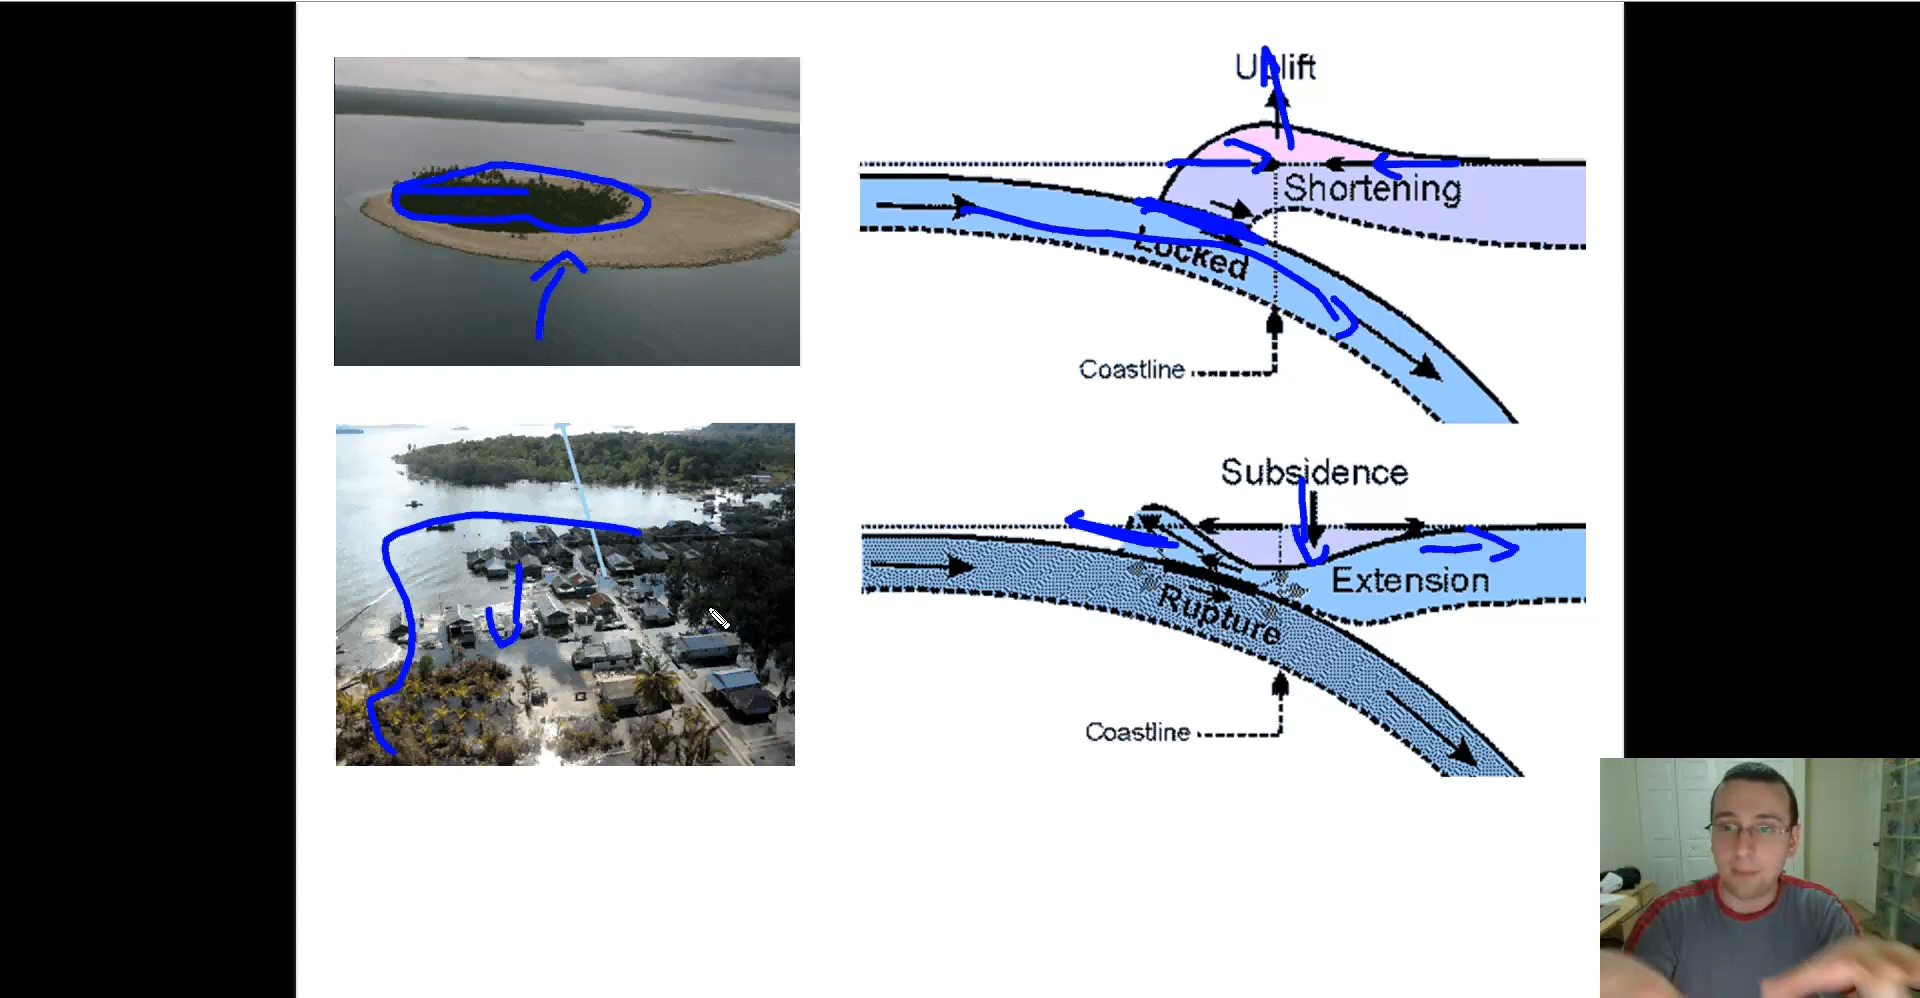 Uplift
Shortening
Locked
Coastline
Subsidence
Extension
Rupture
Coastline